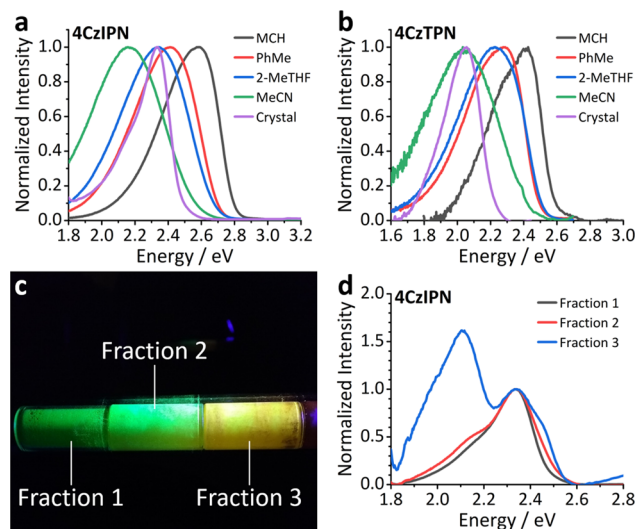 a
4CzIPN
MCH
PhMe
2-MeTHF
MeCN
Crystal
Normalized Intensity
1.0
0.8
0.6
0.4
0.2
0.0
1.8 2.0 2.2 2.4 2.6 2.8 3.0 3.2
Energy / eV
b
4CzTPN
MCH
PhMe
2-MeTHF
MeCN
Crystal
Normalized Intensity
1.0
0.8
0.6
0.4
0.2
0.0
1.6 1.8 2.0 2.2 2.4 2.6 2.8 3.0
Energy / eV
c
Fraction 2
Fraction 1
Fraction 3
d
4CzIPN
Fraction 1
Fraction 2
Fraction 3
Normalized Intensity
2.0
1.5
1.0
0.5
0.0
1.8 2.0 2.2 2.4 2.6 2.8
Energy / eV